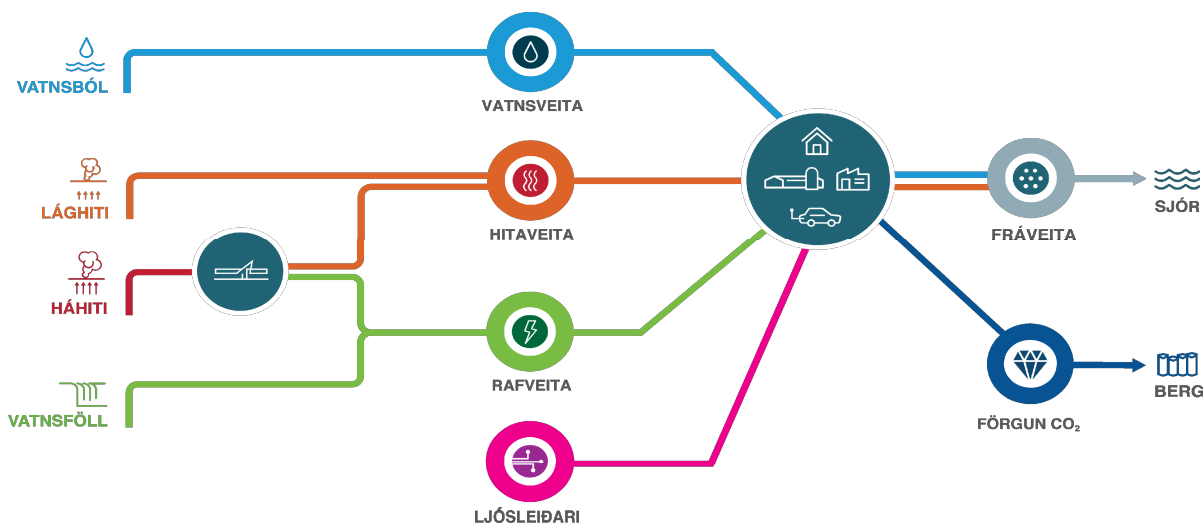 VATNSBÓL
VATNSVEITA
LÁGHITI
HITAVEITA
FRÁVEITA
SJÓR
HÁHITI
RAFVEITA
BERG
VATNSFÖLL
FÖRGUN CO₂
LJÓSLEIÐARI